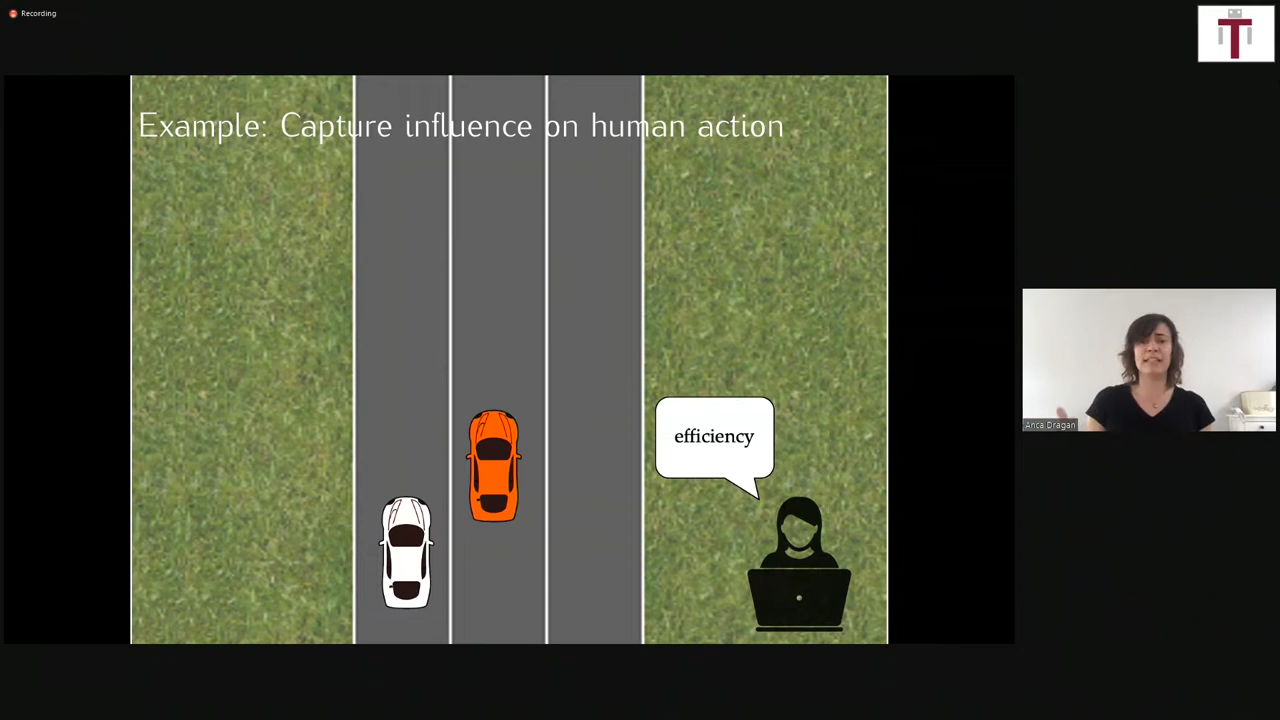 Recording
Example: Capture influence on human action
efficiency
Anca Dragan